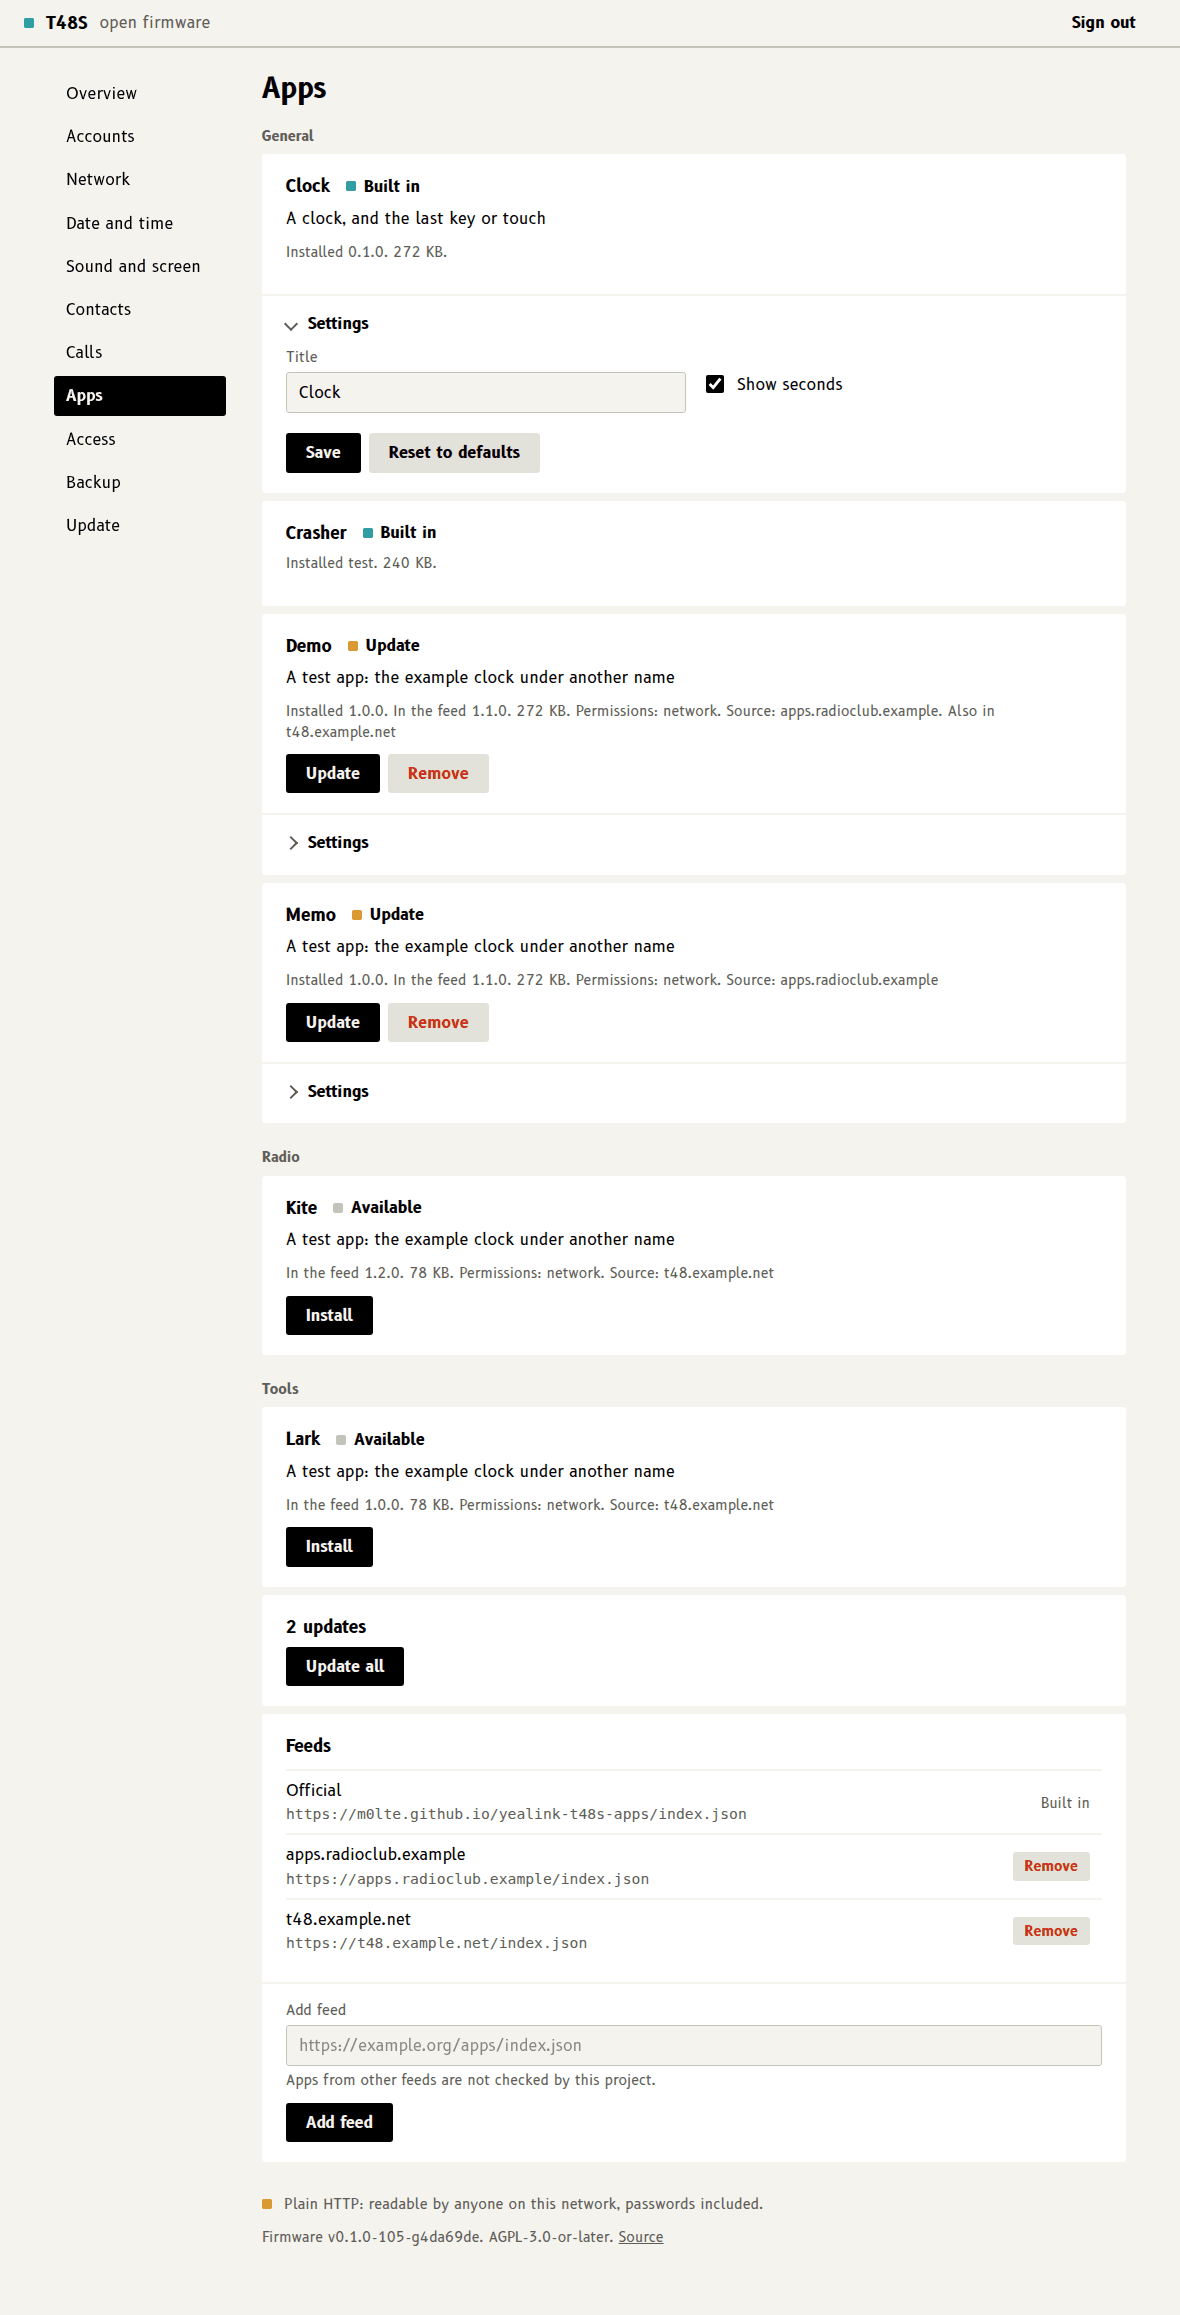 T48S open firmware
Sign out
Overview
Accounts
Network
Date and time
Sound and screen
Contacts
Calls
Apps
Access
Backup
Update
Apps
General
Clock Built in
A clock, and the last key or touch
Installed 0.1.0. 272 KB.
Settings
Title
Clock
Show seconds
Save
Reset to defaults
Crasher Built in
Installed test. 240 KB.
Demo Update
A test app: the example clock under another name
Installed 1.0.0. In the feed 1.1.0. 272 KB. Permissions: network. Source: apps.radioclub.example. Also in
t48.example.net
Update
Remove
Settings
Memo Update
A test app: the example clock under another name
Installed 1.0.0. In the feed 1.1.0. 272 KB. Permissions: network. Source: apps.radioclub.example
Update
Remove
Settings
Radio
Kite Available
A test app: the example clock under another name
In the feed 1.2.0. 78 KB. Permissions: network. Source: t48.example.net
Install
Tools
Lark Available
A test app: the example clock under another name
In the feed 1.0.0. 78 KB. Permissions: network. Source: t48.example.net
Install
2 updates
Update all
Feeds
Official
https://m0lte.github.io/yealink-t48s-apps/index.json
Built in
apps.radioclub.example
https://apps.radioclub.example/index.json
Remove
t48.example.net
https://t48.example.net/index.json
Remove
Add feed
https://example.org/apps/index.json
Apps from other feeds are not checked by this project.
Add feed
Plain HTTP: readable by anyone on this network, passwords included.
Firmware v0.1.0-105-g4da69de. AGPL-3.0-or-later. Source